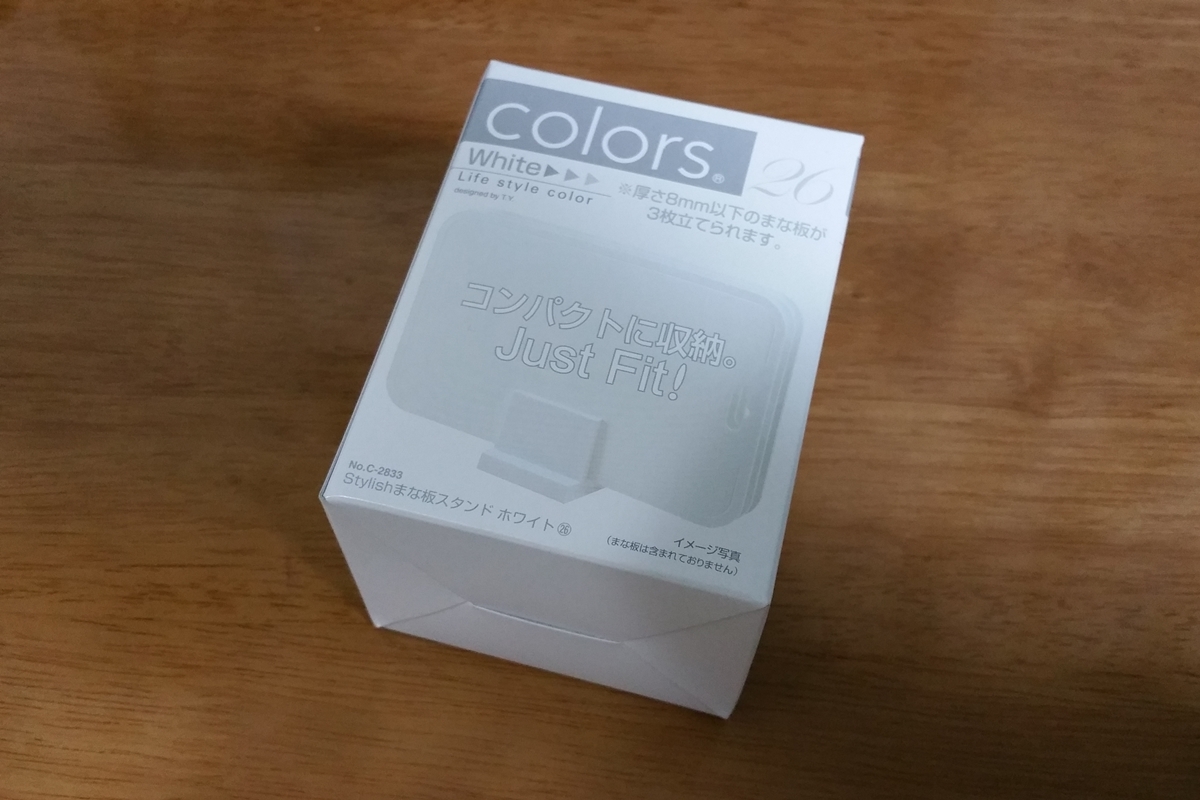 colors®
26
White▶▶▶
Life style color
designed by T.Y.
※厚さ8mm以下のまな板が
3枚立てられます。
コンパクトに収納。
Just Fit!
No.C-2833
Stylishまな板スタンド ホワイト㉖
イメージ写真
(まな板は含まれておりません)